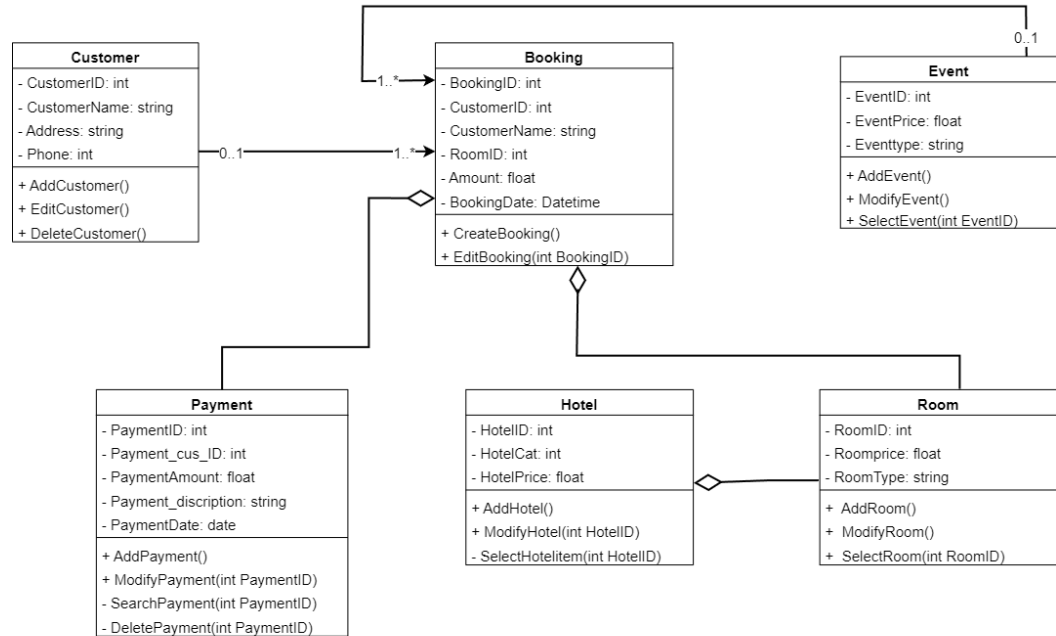 Customer
- CustomerID: int
- CustomerName: string
- Address: string
- Phone: int
+ AddCustomer()
+ EditCustomer()
+ DeleteCustomer()
0..1
1..*
1..*
0..1
Booking
- BookingID: int
- CustomerID: int
- CustomerName: string
- RoomID: int
- Amount: float
- BookingDate: Datetime
+ CreateBooking()
+ EditBooking(int BookingID)
Event
- EventID: int
- EventPrice: float
- Eventtype: string
+ AddEvent()
+ ModifyEvent()
+ SelectEvent(int EventID)
Payment
- PaymentID: int
- Payment_cus_ID: int
- PaymentAmount: float
- Payment_discription: string
- PaymentDate: date
+ AddPayment()
+ ModifyPayment(int PaymentID)
- SearchPayment(int PaymentID)
- DeletePayment(int PaymentID)
Hotel
- HotelID: int
- HotelCat: int
- HotelPrice: float
+ AddHotel()
+ ModifyHotel(int HotelID)
- SelectHotelitem(int HotelID)
Room
- RoomID: int
- Roomprice: float
- RoomType: string
+ AddRoom()
+ ModifyRoom()
+ SelectRoom(int RoomID)